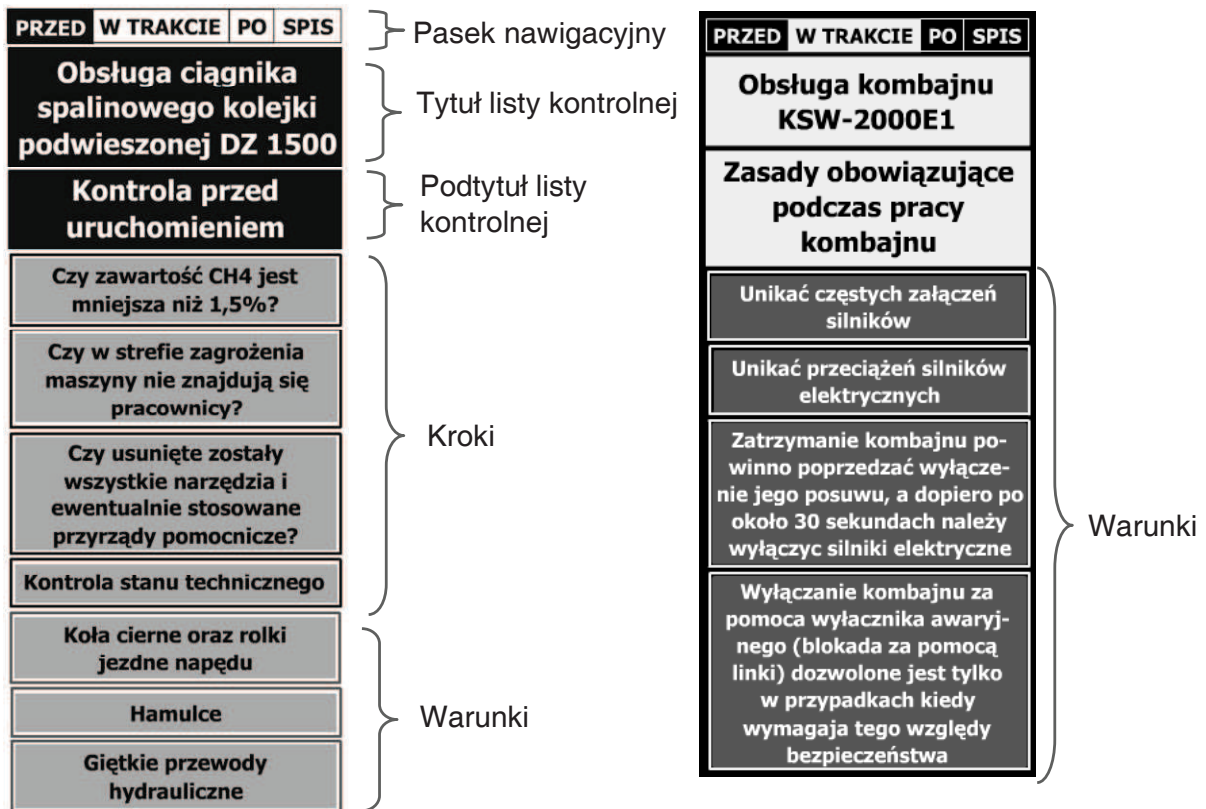 PRZED W TRAKCIE PO SPIS
Obsługa ciągnika
spalinowego kolejki
podwieszonej DZ 1500
Kontrola przed
uruchomieniem
Czy zawartość CH4 jest
mniejsza niż 1,5%?
Czy w strefie zagrożenia
maszyny nie znajdują się
pracownicy?
Czy usunięte zostały
wszystkie narzędzia i
ewentualnie stosowane
przyrządy pomocnicze?
Kontrola stanu technicznego
Koła cierne oraz rolki
jezdne napędu
Hamulce
Giętkie przewody
hydrauliczne
Pasek nawigacyjny
Tytuł listy kontrolnej
Podtytuł listy
kontrolnej
Kroki
Warunki
PRZED W TRAKCIE PO SPIS
Obsługa kombajnu
KSW-2000E1
Zasady obowiązujące
podczas pracy
kombajnu
Unikać częstych załączeń
silników
Unikać przeciążeń silników
elektrycznych
Zatrzymanie kombajnu po-
winno poprzedzać wyłącze-
nie jego posuwu, a dopiero po
około 30 sekundach należy
wyłączyc silniki elektryczne
Wyłączanie kombajnu za
pomoca wyłacznika awaryj-
nego (blokada za pomocą
linki) dozwolone jest tylko
w przypadkach kiedy
wymagaja tego względy
bezpieczeństwa
Warunki